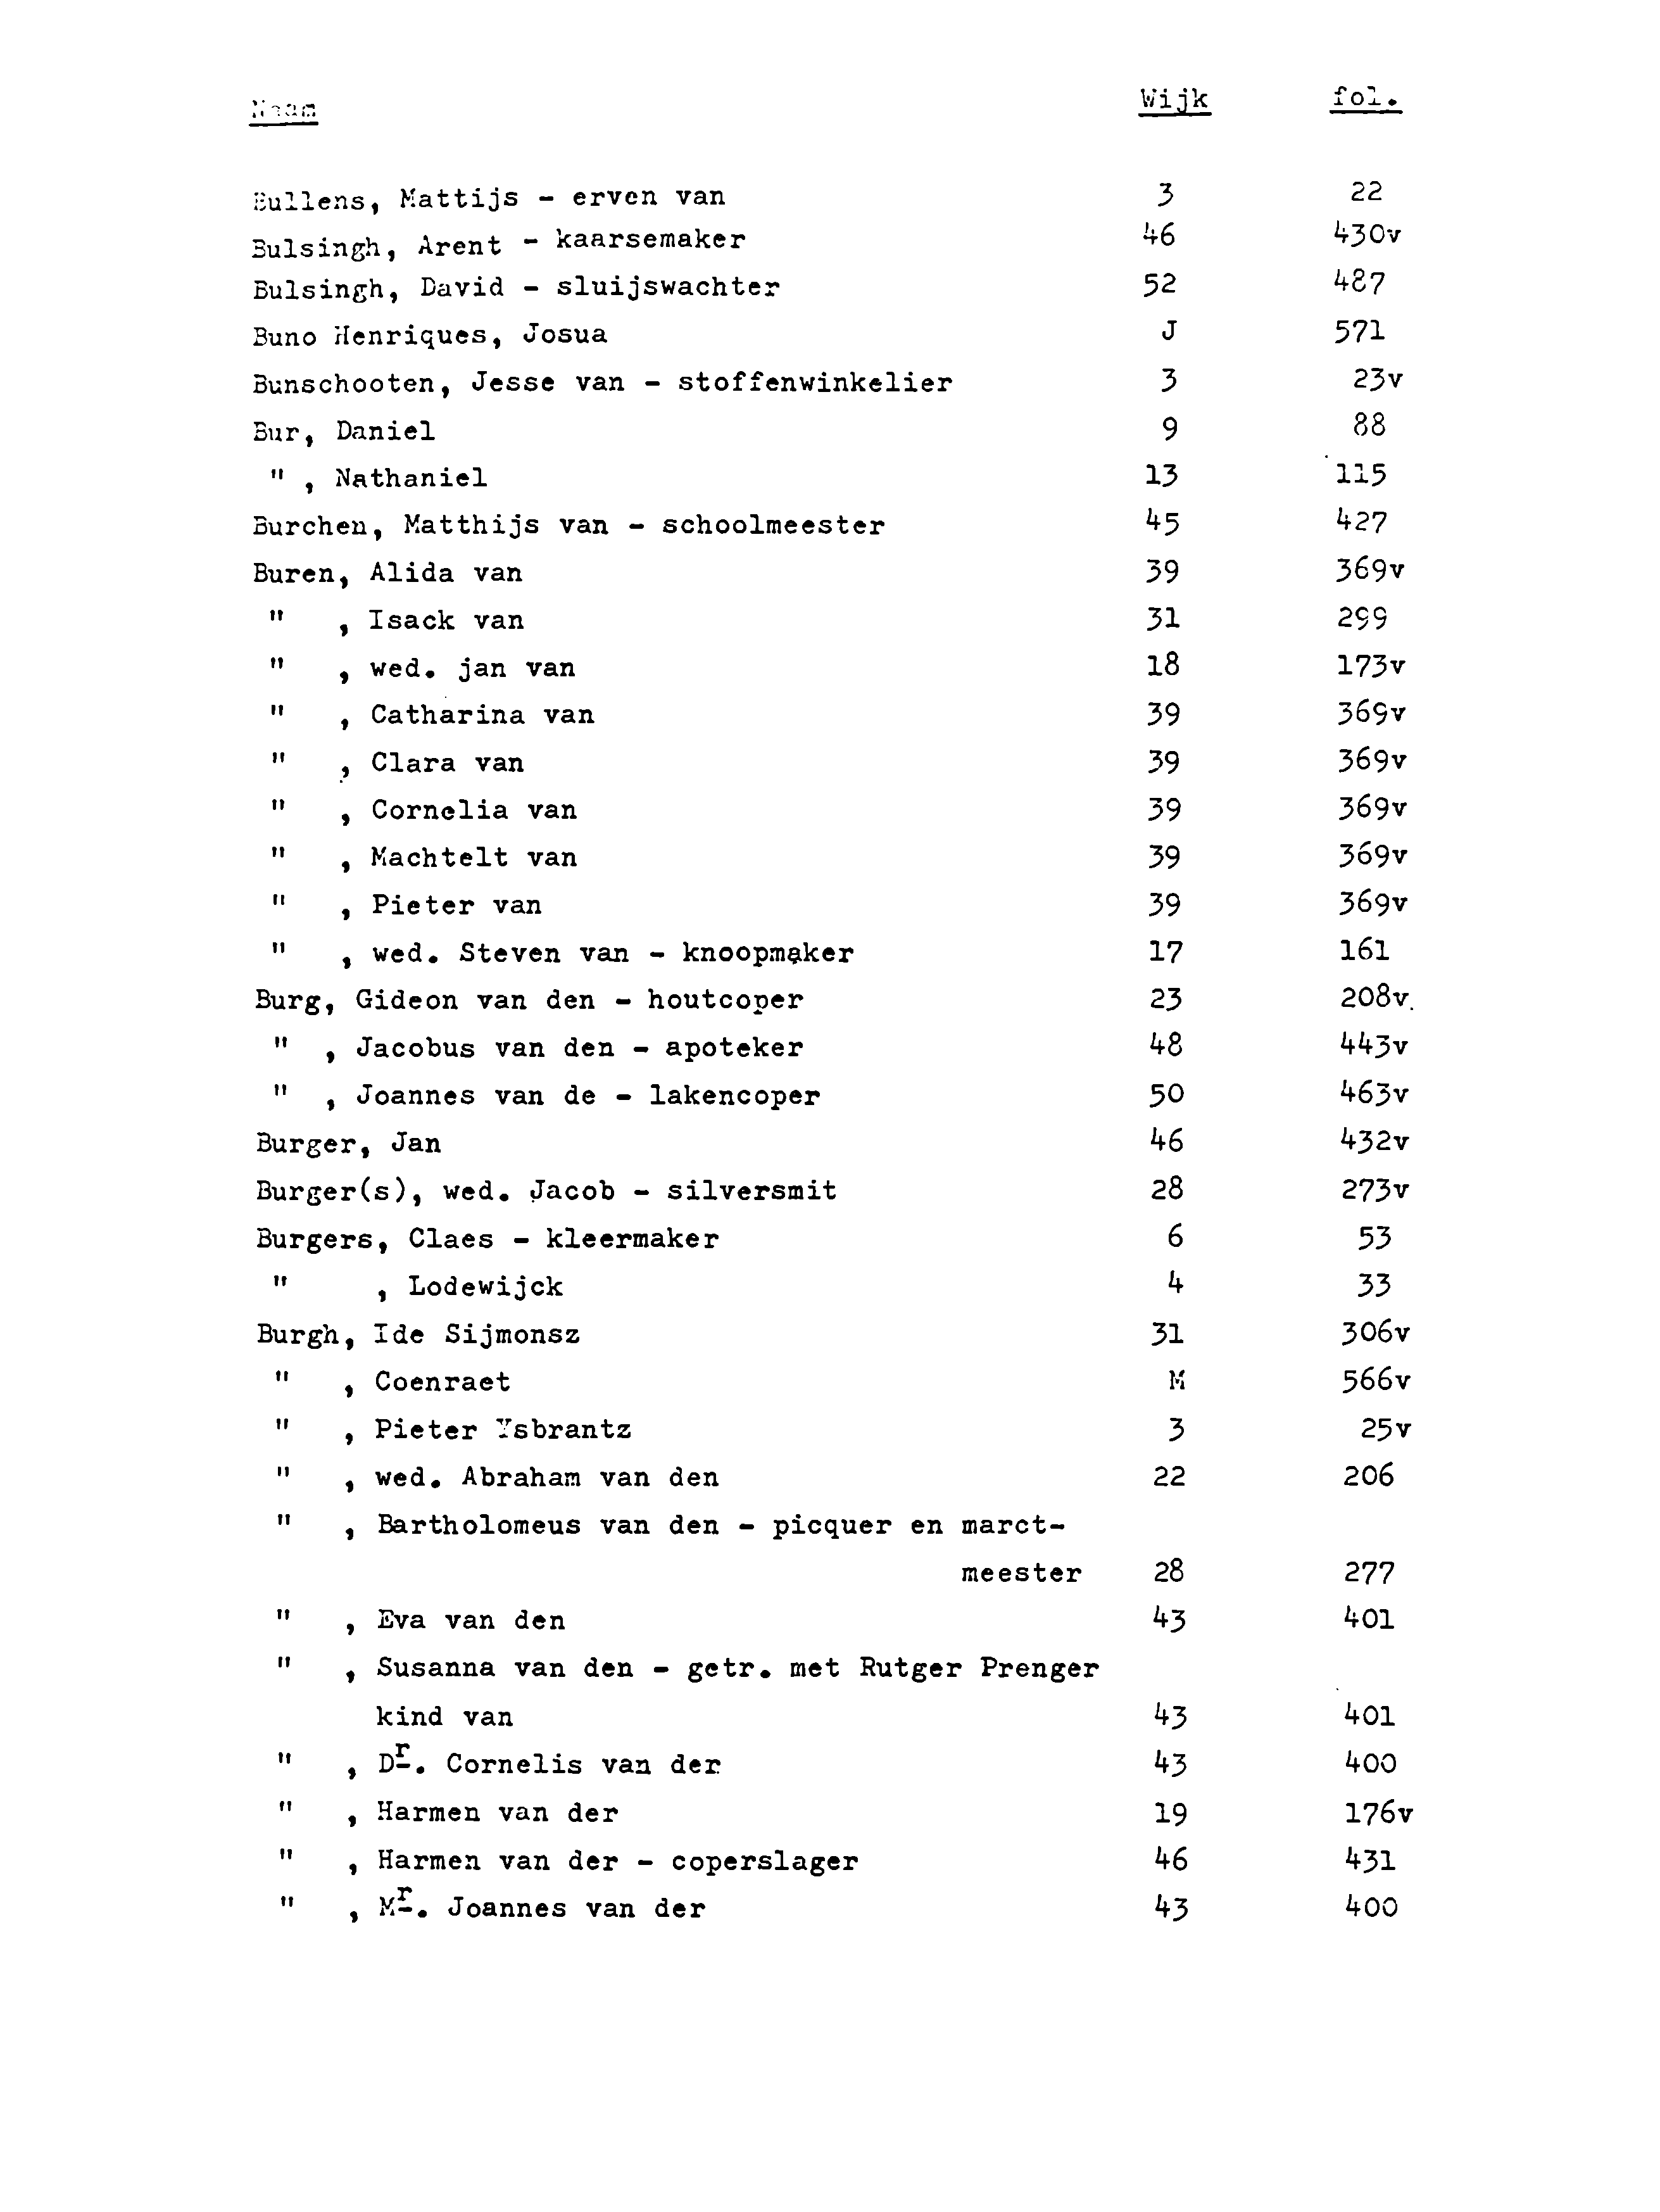 Naam Wijk fol.
Bullens, Mattijs - erven van 3 22
Bulsingh, Arent - kaarsemaker 46 430v
Bulsingh, David - sluijswachter 52 487
Buno Henriques, Josua J 571
Bunschooten, Jesse van - stoffenwinkelier 3 23v
Bur, Daniel 9 88
" , Nathaniel 13 115
Burchen, Matthijs van - schoolmeester 45 427
Buren, Alida van 39 369v
" , Isack van 31 299
" , wed. jan van 18 173v
" , Catharina van 39 369v
" , Clara van 39 369v
" , Cornelia van 39 369v
" , Machtelt van 39 369v
" , Pieter van 39 369v
" , wed. Steven van - knoopmaker 17 161
Burg, Gideon van den - houtcoper 23 208v.
" , Jacobus van den - apoteker 48 443v
" , Joannes van de - lakencoper 50 463v
Burger, Jan 46 432v
Burger(s), wed. Jacob - silversmit 28 273v
Burgers, Claes - kleermaker 6 53
" , Lodewijck 4 33
Burgh, Ide Sijmonsz 31 306v
" , Coenraet M 566v
" , Pieter Ysbrantz 3 25v
" , wed. Abraham van den 22 206
" , Bartholomeus van den - picquer en marct-
meester 28 277
" , Eva van den 43 401
" , Susanna van den - getr. met Rutger Prenger
kind van 43 401
" , Dr. Cornelis van der 43 400
" , Harmen van der 19 176v
" , Harmen van der - coperslager 46 431
" , Mr. Joannes van der 43 400